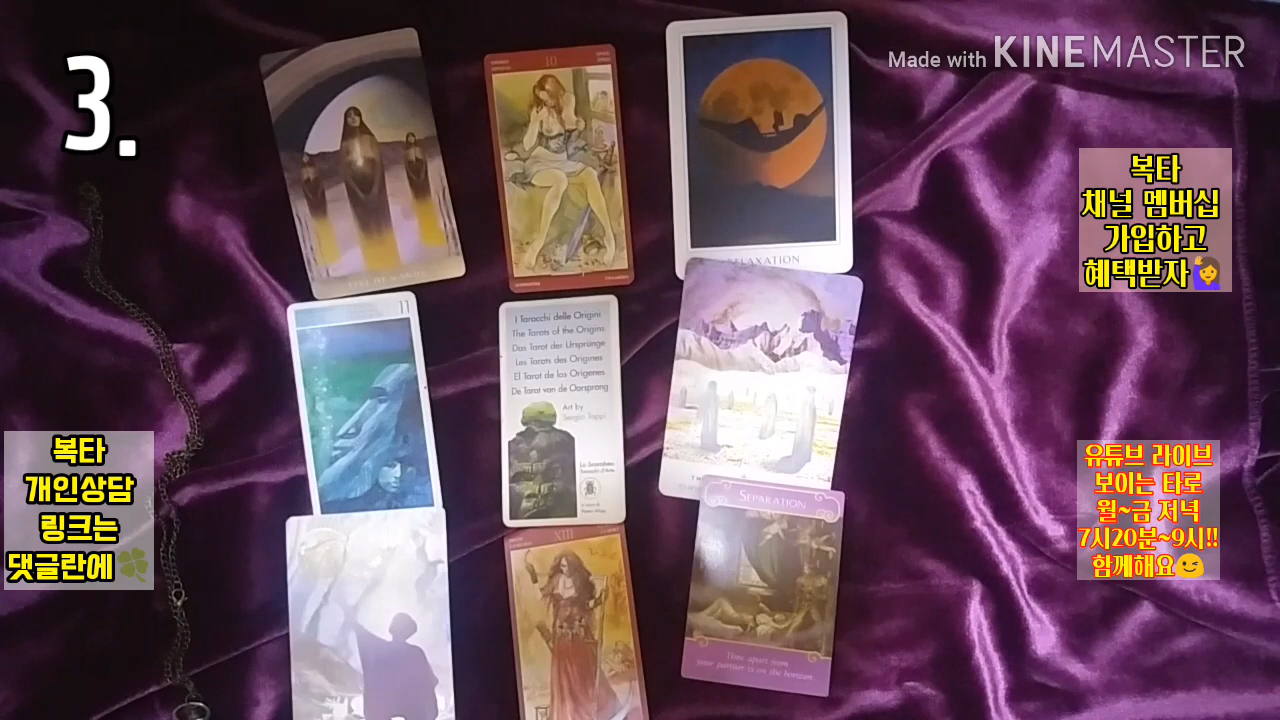 3.
Made with KINEMASTER
복타
채널 멤버십
가입하고
혜택받자
복타
개인상담
링크는
댓글란에
유튜브 라이브
보이는 타로
월~금 저녁
7시20분~9시!!
함께해요
10
RELAXATION
11
I Tarocchi delle Origini
The Tarots of the Origins
Das Tarot der Ursprünge
Les Tarots des Origines
El Tarot de los Orígenes
De Tarot van de Oorsprong
Art by
Sergio Toppi
Lo Scarabeo
XIII
SEPARATION
Time apart from
your partner is on the horizon.